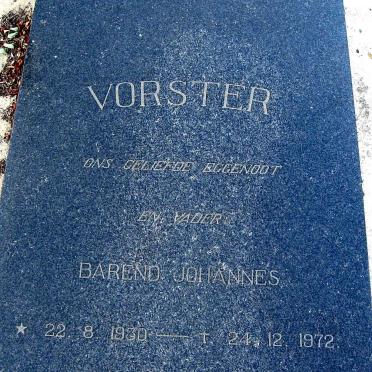 VORSTER
ONS GELIEFDE EGGENOOT
EN VADER
BAREND JOHANNES
★ 22. 8. 1930 — † 24. 12. 1972.